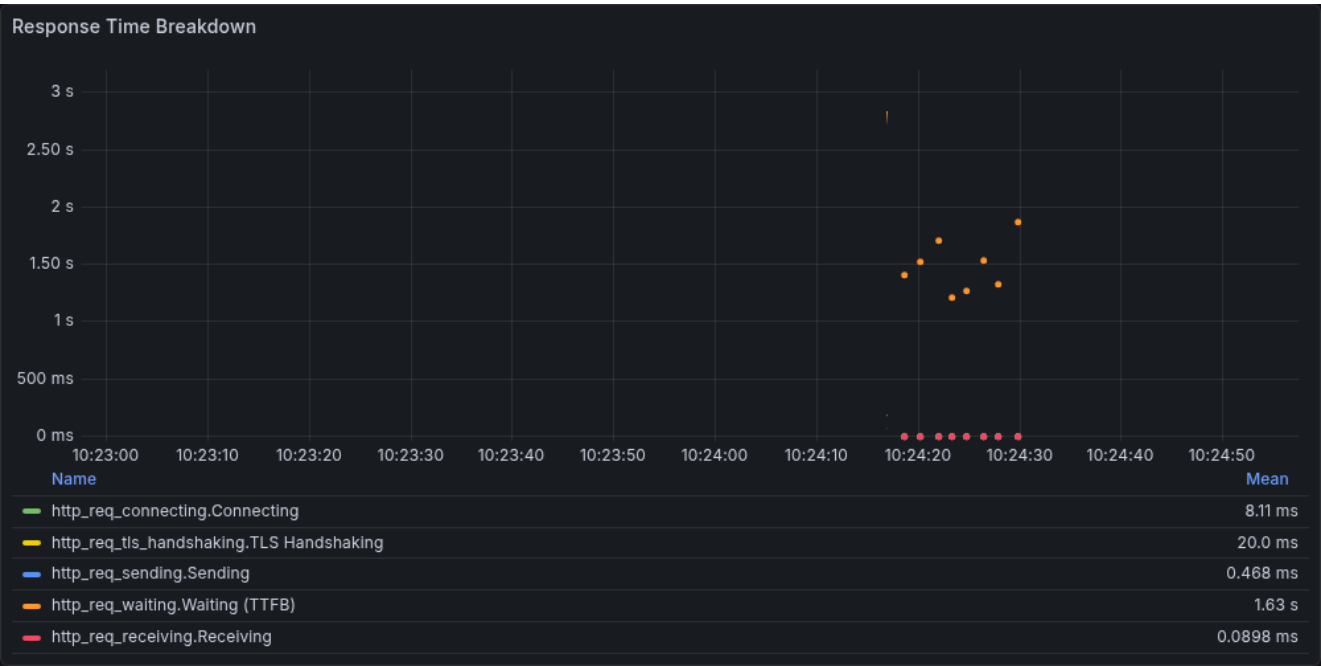 Response Time Breakdown
3 s
2.50 s
2 s
1.50 s
1 s
500 ms
0 ms
10:23:00 10:23:10 10:23:20 10:23:30 10:23:40 10:23:50 10:24:00 10:24:10 10:24:20 10:24:30 10:24:40 10:24:50
Name Mean
http_req_connecting.Connecting 8.11 ms
http_req_tls_handshaking.TLS Handshaking 20.0 ms
http_req_sending.Sending 0.468 ms
http_req_waiting.Waiting (TTFB) 1.63 s
http_req_receiving.Receiving 0.0898 ms